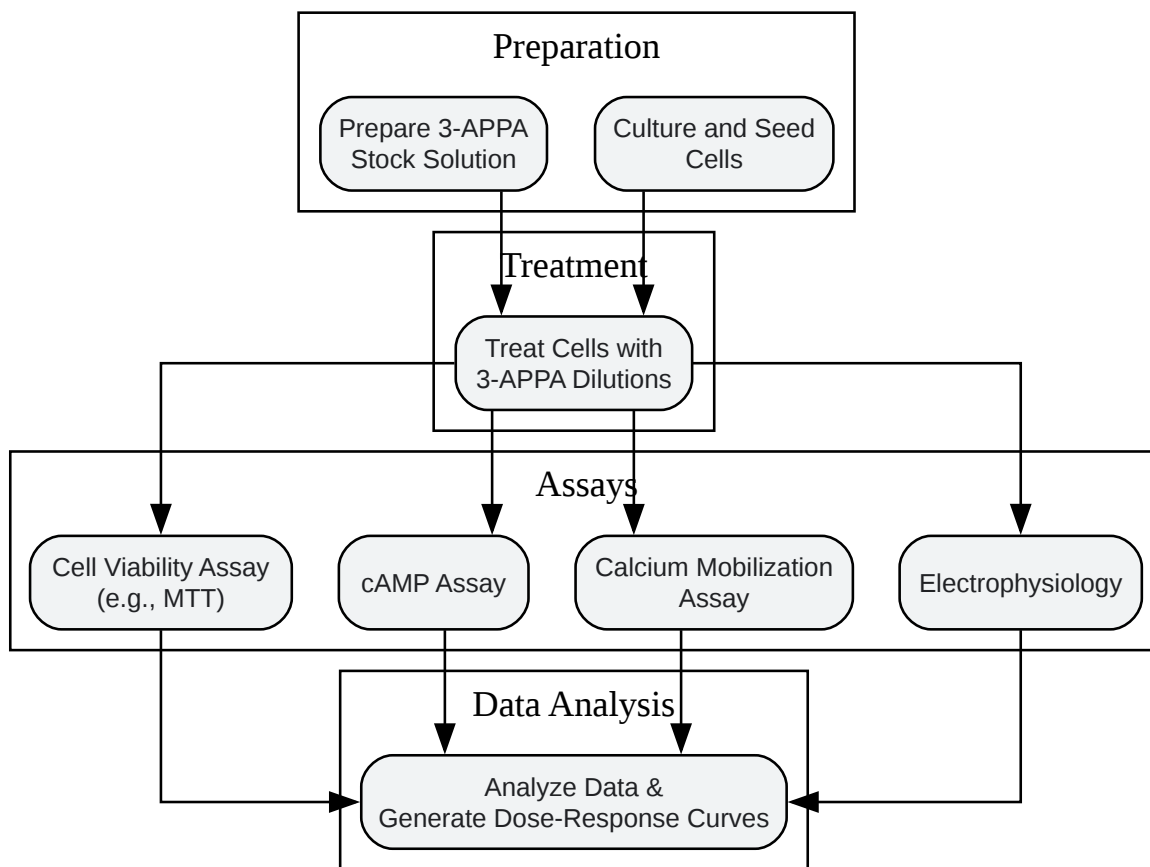 Preparation
Prepare 3-APPA
Stock Solution
Culture and Seed
Cells
Treatment
Treat Cells with
3-APPA Dilutions
Assays
Cell Viability Assay
(e.g., MTT)
cAMP Assay
Calcium Mobilization
Assay
Electrophysiology
Data Analysis
Analyze Data &
Generate Dose-Response Curves